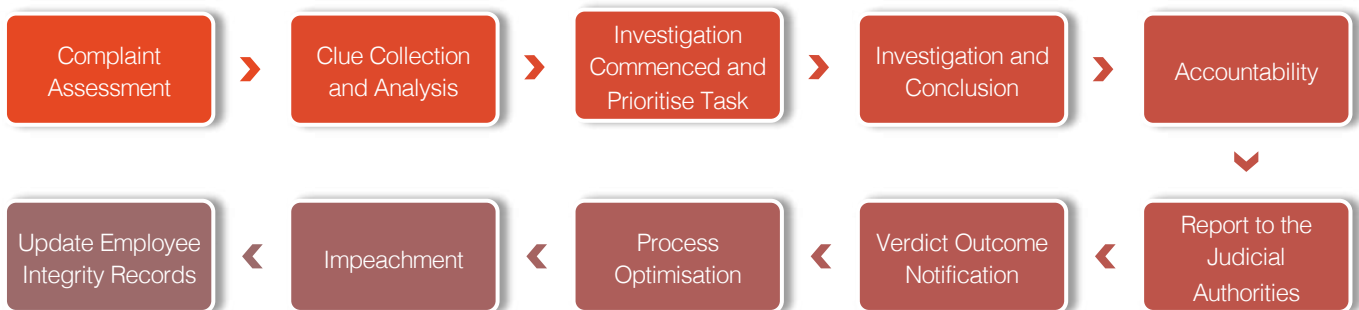 Complaint
Assessment
Clue Collection
and Analysis
Investigation
Commenced and
Prioritise Task
Investigation and
Conclusion
Accountability
Report to the
Judicial
Authorities
Verdict Outcome
Notification
Process
Optimisation
Impeachment
Update Employee
Integrity Records